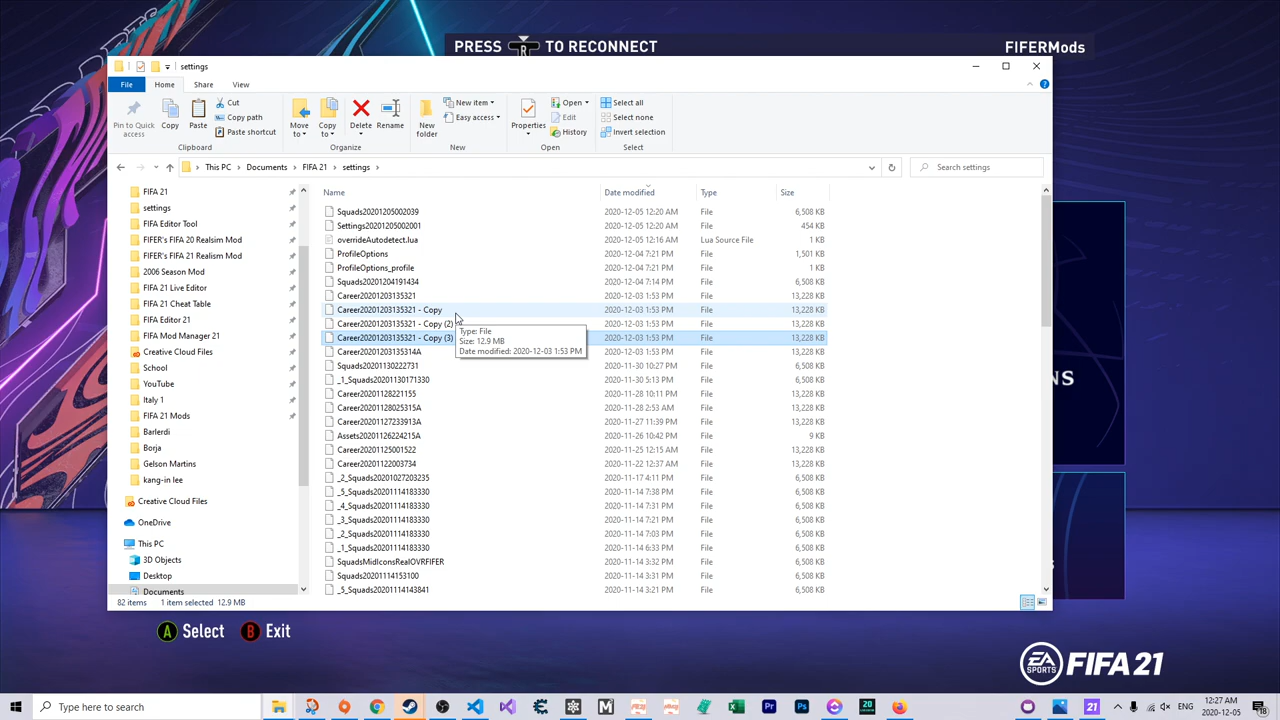 PRESS R TO RECONNECT
FIFERMods
settings
File Home Share View
Pin to Quick access
Copy
Paste
Cut
Copy path
Paste shortcut
Move to
Copy to
Delete
Rename
New folder
New item
Easy access
Properties
Open
Edit
History
Select all
Select none
Invert selection
Clipboard Organize New Open Select
This PC > Documents > FIFA 21 > settings >
Search settings
FIFA 21
settings
FIFA Editor Tool
FIFER's FIFA 20 Realsim Mod
FIFER's FIFA 21 Realism Mod
2006 Season Mod
FIFA 21 Live Editor
FIFA 21 Cheat Table
FIFA Editor 21
FIFA Mod Manager 21
Creative Cloud Files
School
YouTube
Italy 1
FIFA 21 Mods
Barlerdi
Borja
Gelson Martins
kang-in lee
Creative Cloud Files
OneDrive
This PC
3D Objects
Desktop
Documents
Name Date modified Type Size
Squads20201205002039 2020-12-05 12:20 AM File 6,508 KB
Settings20201205002001 2020-12-05 12:20 AM File 454 KB
overrideAutodetect.lua 2020-12-05 12:16 AM Lua Source File 1 KB
ProfileOptions 2020-12-04 7:21 PM File 1,501 KB
ProfileOptions_profile 2020-12-04 7:21 PM File 1 KB
Squads20201204191434 2020-12-04 7:14 PM File 6,508 KB
Career20201203135321 2020-12-03 1:53 PM File 13,228 KB
Career20201203135321 - Copy 2020-12-03 1:53 PM File 13,228 KB
Career20201203135321 - Copy (2) 2020-12-03 1:53 PM File 13,228 KB
Career20201203135321 - Copy (3) 2020-12-03 1:53 PM File 13,228 KB
Career20201203135314A 2020-12-03 1:53 PM File 13,228 KB
Squads20201130222731 2020-11-30 10:27 PM File 6,508 KB
_1_Squads20201130171330 2020-11-30 5:13 PM File 6,508 KB
Career20201128221155 2020-11-28 10:11 PM File 13,228 KB
Career20201128025315A 2020-11-28 2:53 AM File 13,228 KB
Career20201127233913A 2020-11-27 11:39 PM File 13,228 KB
Assets20201126224215A 2020-11-26 10:42 PM File 9 KB
Career20201125001522 2020-11-25 12:15 AM File 13,228 KB
Career20201122003734 2020-11-22 12:37 AM File 13,228 KB
_2_Squads20201027203235 2020-11-17 4:11 PM File 6,508 KB
_5_Squads20201114183330 2020-11-14 7:38 PM File 6,508 KB
_4_Squads20201114183330 2020-11-14 7:33 PM File 6,508 KB
_3_Squads20201114183330 2020-11-14 7:21 PM File 6,508 KB
_2_Squads20201114183330 2020-11-14 7:03 PM File 6,508 KB
_1_Squads20201114183330 2020-11-14 6:33 PM File 6,508 KB
SquadsMidIconsRealOVRFIFER 2020-11-14 3:31 PM File 6,508 KB
Squads20201114153100 2020-11-14 3:31 PM File 6,508 KB
_5_Squads20201114143841 2020-11-14 3:21 PM File 6,508 KB
Type: File
Size: 12.9 MB
Date modified: 2020-12-03 1:53 PM
NS
82 items 1 item selected 12.9 MB
A Select B Exit
EA SPORTS FIFA 21
Type here to search
Pr
Ps
20
21
ENG
12:27 AM
2020-12-05
18